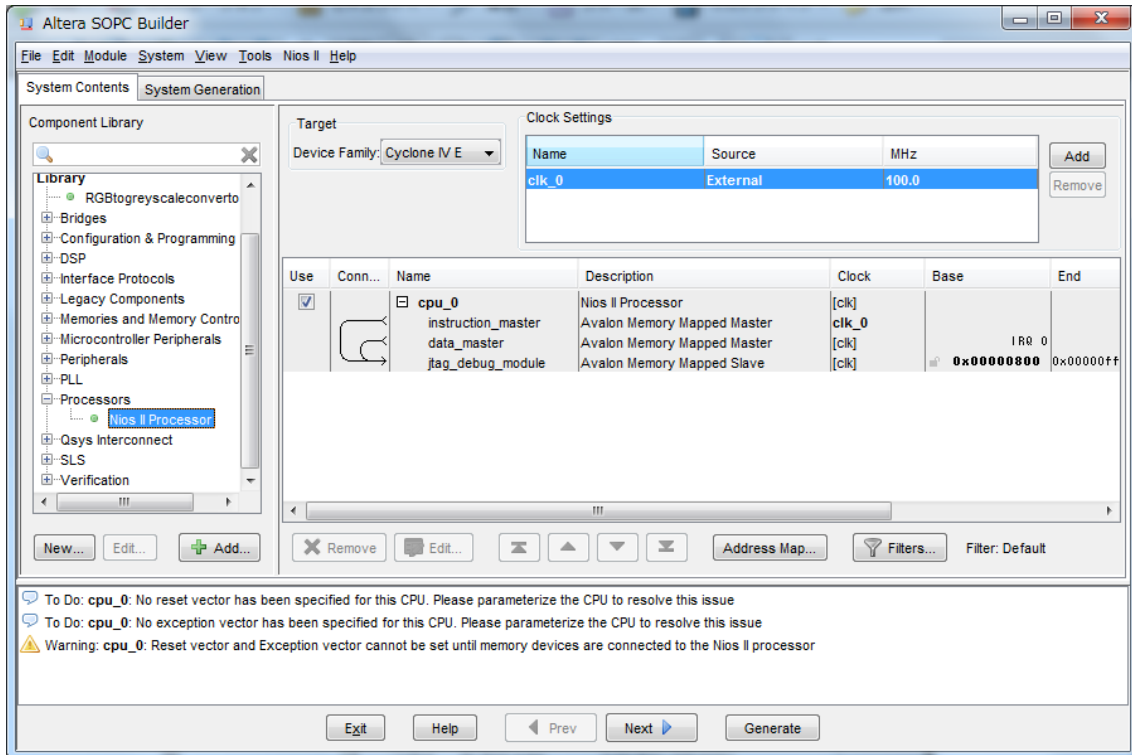 Altera SOPC Builder
File Edit Module System View Tools Nios II Help
System Contents System Generation
Component Library
Library
RGBtogreyscaleconverto
Bridges
Configuration & Programming
DSP
Interface Protocols
Legacy Components
Memories and Memory Contro
Microcontroller Peripherals
Peripherals
PLL
Processors
Nios II Processor
Qsys Interconnect
SLS
Verification
New... Edit... Add...
Target
Device Family: Cyclone IV E
Clock Settings
Name Source MHz
clk_0 External 100.0
Add
Remove
Use Conn... Name Description Clock Base End
cpu_0 Nios II Processor [clk]
instruction_master Avalon Memory Mapped Master clk_0
data_master Avalon Memory Mapped Master [clk] IRQ 0
jtag_debug_module Avalon Memory Mapped Slave [clk] 0x00000800 0x00000ff
Remove Edit... Address Map... Filters... Filter: Default
To Do: cpu_0: No reset vector has been specified for this CPU. Please parameterize the CPU to resolve this issue
To Do: cpu_0: No exception vector has been specified for this CPU. Please parameterize the CPU to resolve this issue
Warning: cpu_0: Reset vector and Exception vector cannot be set until memory devices are connected to the Nios II processor
Exit Help Prev Next Generate